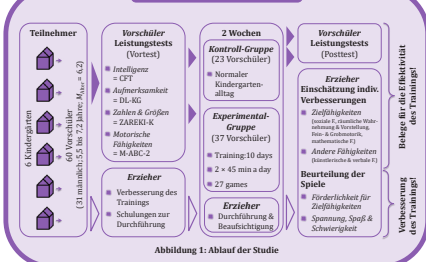 Teilnehmer
6 Kindergärten
60 Vorschüler
(31 männlich; 5,5 bis 7,2 Jahre; M Alter = 6,2)
Vorschüler
Leistungstests
(Vortest)
Intelligenz
= CFT
Aufmerksamkeit
= DL-KG
Zahlen & Größen
= ZAREKI-K
Motorische
Fähigkeiten
= M-ABC-2
Erzieher
Verbesserung des
Trainings
Schulungen zur
Durchführung
2 Wochen
Kontroll-Gruppe
(23 Vorschüler)
Normaler
Kindergarten-
alltag
Experimental-
Gruppe
(37 Vorschüler)
Training:10 days
2 × 45 min a day
27 games
Erzieher
Durchführung &
Beaufsichtigung
Vorschüler
Leistungstests
(Posttest)
Erzieher
Einschätzung indiv.
Verbesserungen
Zielfähigkeiten
(soziale F., räumliche Wahr-
nehmung & Vorstellung,
Fein- & Grobmotorik,
mathematische F.)
Andere Fähigkeiten
(künstlerische & verbale F.)
Beurteilung der
Spiele
Förderlichkeit für
Zielfähigkeiten
Spannung, Spaß &
Schwierigkeit
Belege für die Effektivität
des Trainings!
Verbesserung
des Trainings!
Abbildung 1: Ablauf der Studie